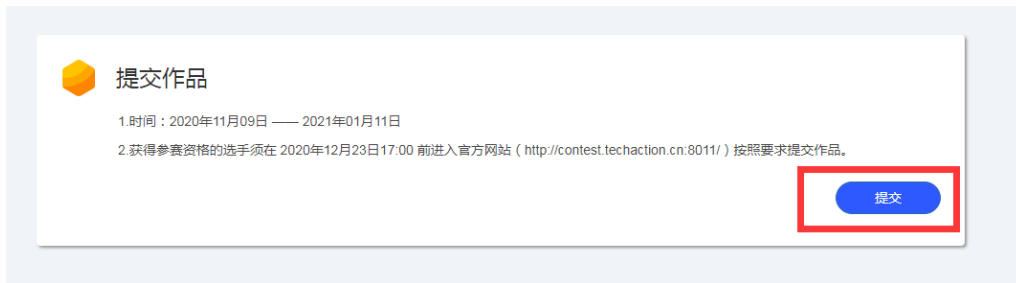 提交作品
1.时间：2020年11月09日 —— 2021年01月11日
2.获得参赛资格的选手须在 2020年12月23日17:00 前进入官方网站（http://contest.techaction.cn:8011/）按照要求提交作品。
提交